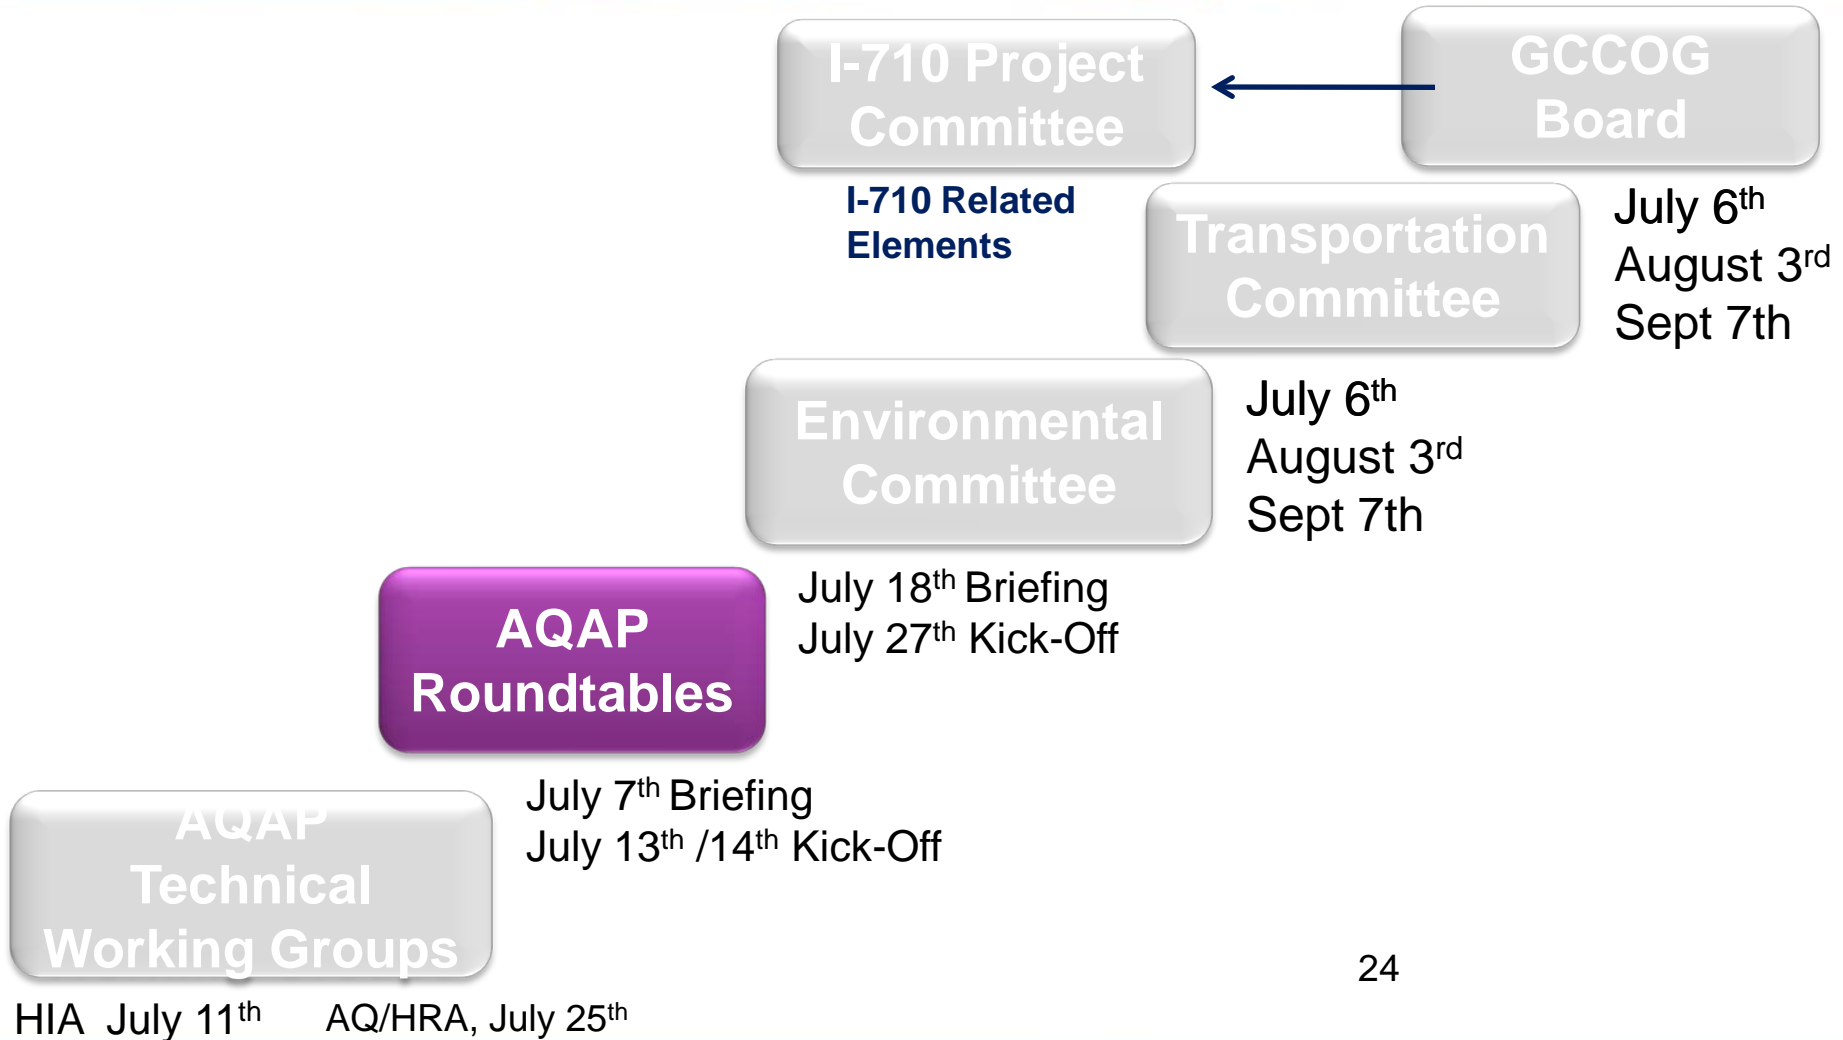 I-710 Project
Committee
GCCOG
Board
I-710 Related
Elements
Transportation
Committee
July 6th
August 3rd
Sept 7th
Environmental
Committee
July 6th
August 3rd
Sept 7th
AQAP
Roundtables
July 18th Briefing
July 27th Kick-Off
AQAP
Technical
Working Groups
July 7th Briefing
July 13th /14th Kick-Off
HIA July 11th AQ/HRA, July 25th
24